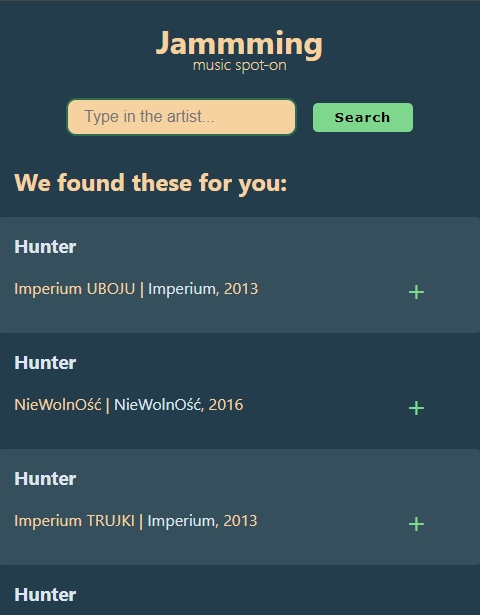 Jammming
music spot-on
Type in the artist...
Search
We found these for you:
Hunter
Imperium UBOJU | Imperium, 2013
+
Hunter
NieWolnOść | NieWolnOść, 2016
+
Hunter
Imperium TRUJKI | Imperium, 2013
+
Hunter